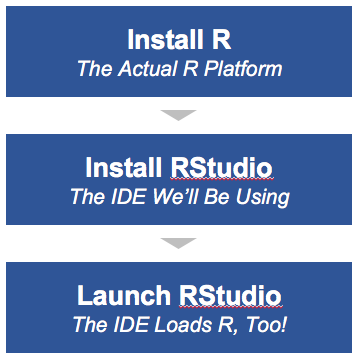 Install R
The Actual R Platform
Install RStudio
The IDE We'll Be Using
Launch RStudio
The IDE Loads R, Too!